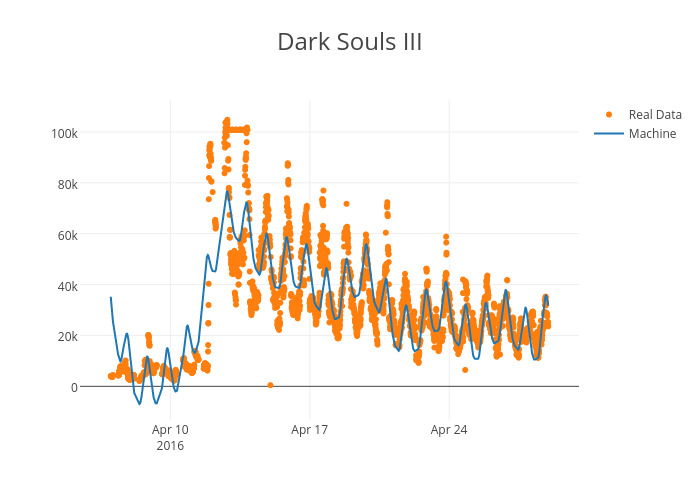 Dark Souls III
Real Data
Machine
100k
80k
60k
40k
20k
0
Apr 10
2016
Apr 17
Apr 24